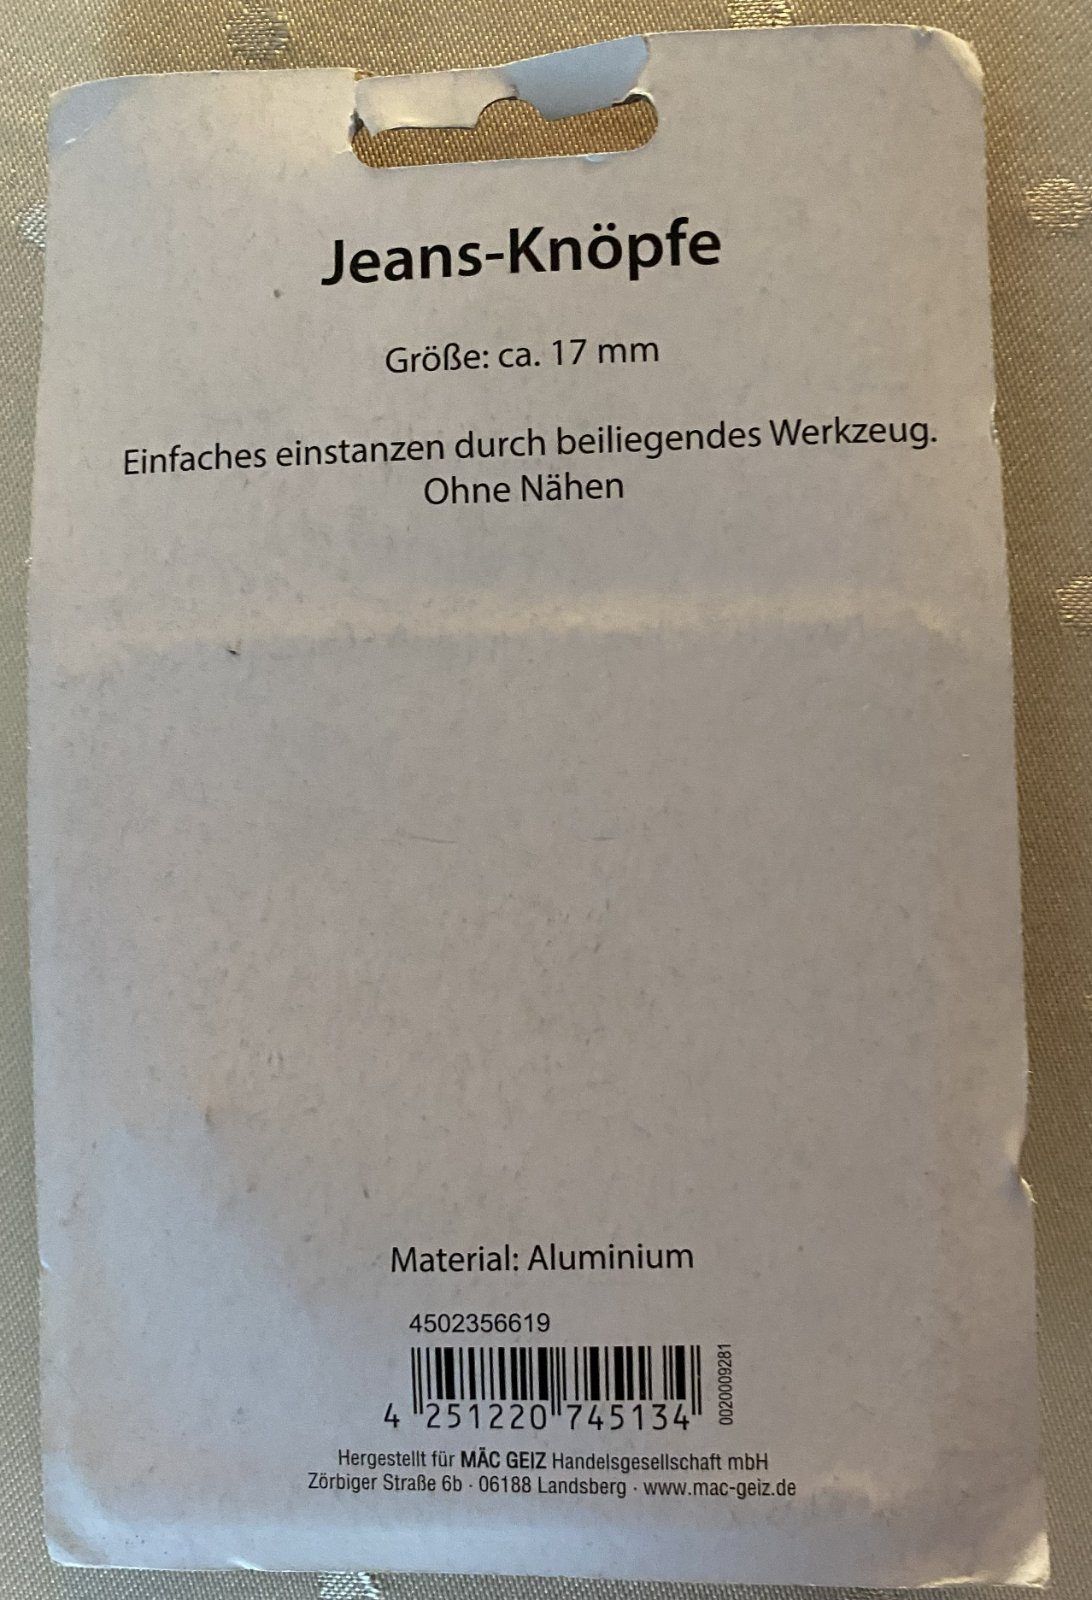 Jeans-Knöpfe
Größe: ca. 17 mm
Einfaches einstanzen durch beiliegendes Werkzeug.
Ohne Nähen
Material: Aluminium
4502356619
4 251220 745134
0020009281
Hergestellt für MÄC GEIZ Handelsgesellschaft mbH
Zörbiger Straße 6b · 06188 Landsberg · www.mac-geiz.de